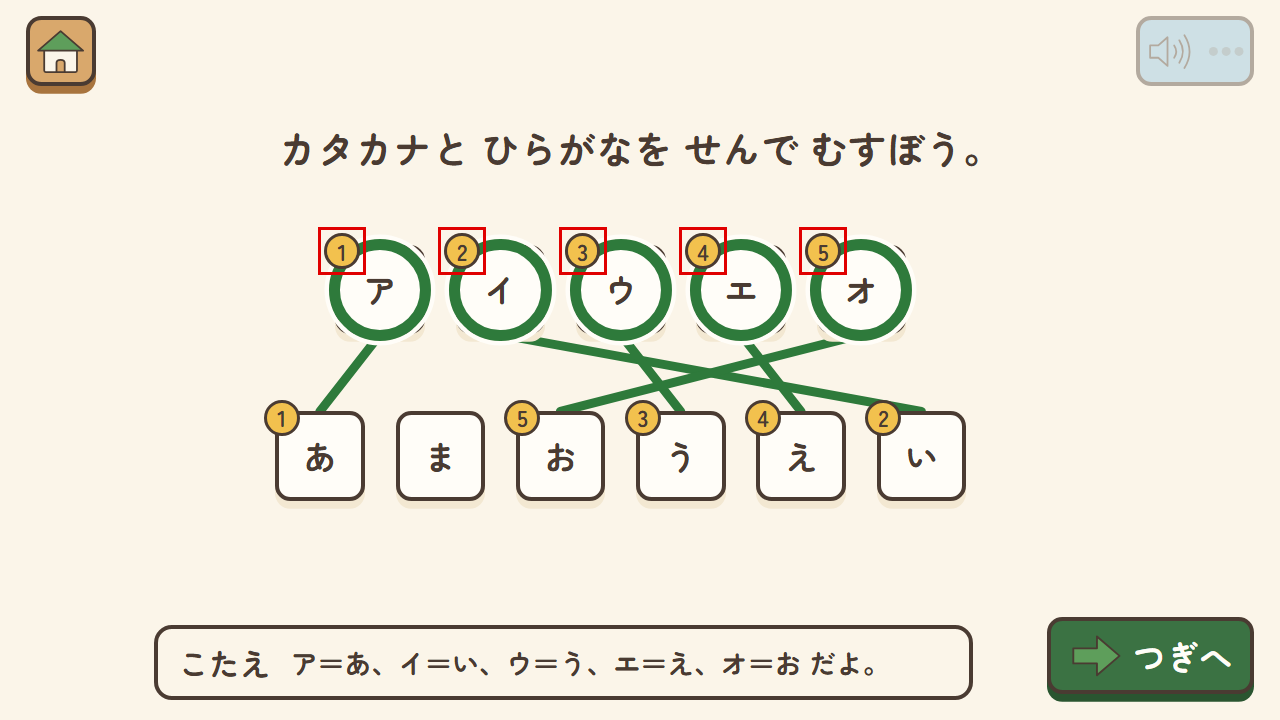 カタカナと ひらがなを せんで むすぼう。
1 2 3 4 5
ア イ ウ エ オ
1 5 3 4 2
あ ま お う え い
こたえ ア＝あ、イ＝い、ウ＝う、エ＝え、オ＝お だよ。
つぎへ